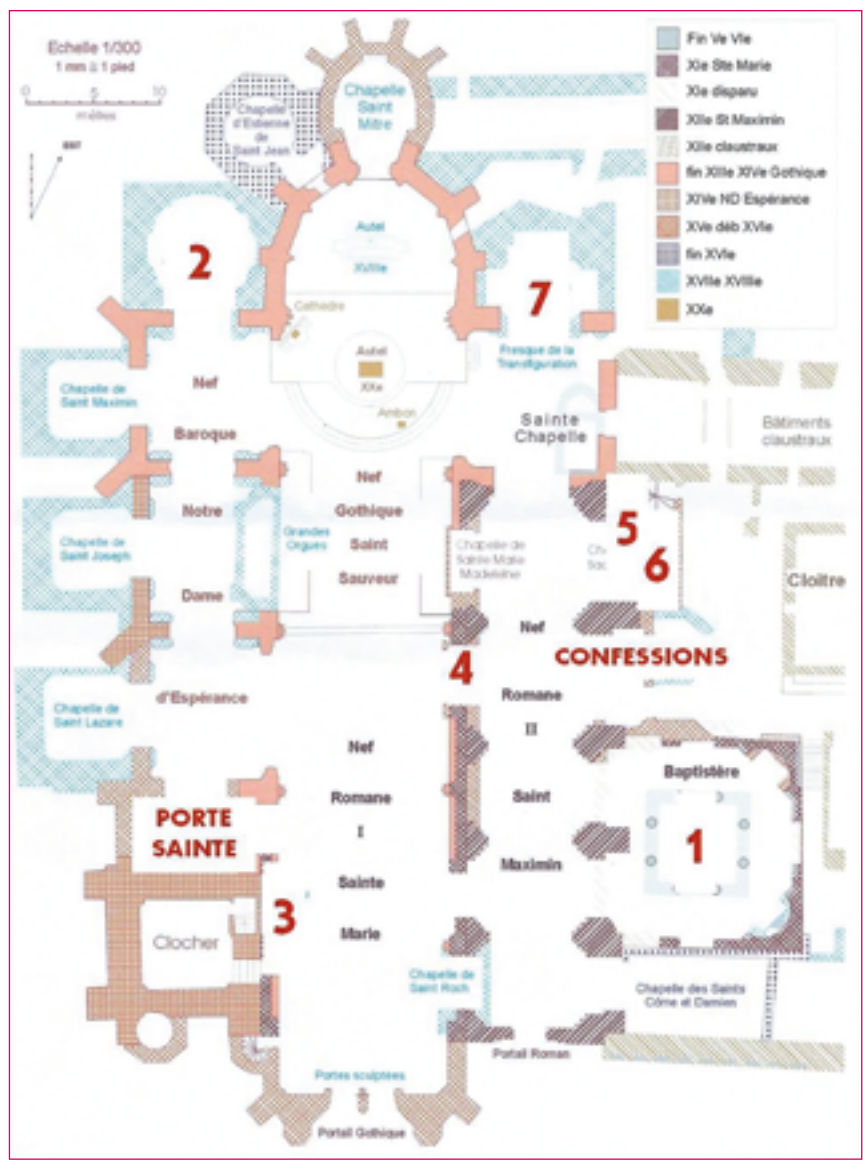 Echelle 1/300
1 mm à 1 pied
0 5 10
mètres
Chapelle
d'Estienne
de
Saint Jean
Chapelle
Saint
Mitre
Fin Ve VIe
XIe Ste Marie
XIe disparu
XIIe St Maximin
XIIe claustraux
fin XIIIe XIVe Gothique
XIVe ND Espérance
XVe déb XVIe
fin XVIe
XVIIe XVIIIe
XXe
Autel
XVIIIe
2
7
Cathèdre
Autel
XXe
Ambon
Fresque de la
Transfiguration
Chapelle de
Saint Maximin
Nef
Baroque
Notre
Dame
d'Espérance
Sainte
Chapelle
Bâtiments
claustraux
Nef
Gothique
Saint
Sauveur
Grandes
Orgues
Chapelle de
Saint Joseph
Chapelle de
Sainte Marie
Madeleine
5
6
Cloître
Nef
CONFESSIONS
4
Romane
II
Saint
Maximin
Chapelle de
Saint Lazare
Nef
Romane
I
Sainte
Marie
Baptistère
1
PORTE
SAINTE
3
Clocher
Chapelle de
Saint Roch
Chapelle des Saints
Côme et Damien
Portail Roman
Portes sculptées
Portail Gothique